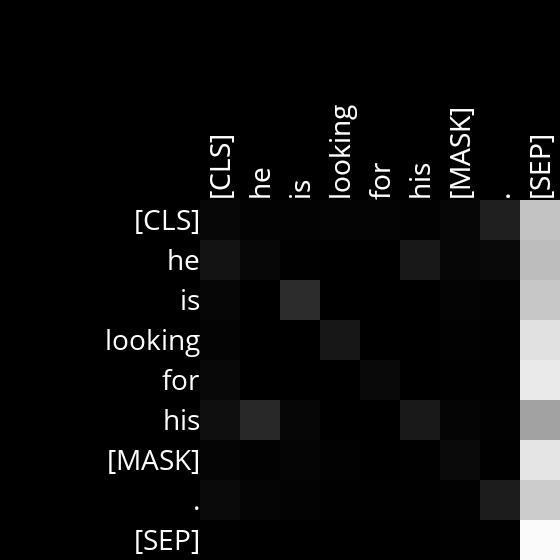 [CLS]
he
is
looking
for
his
[MASK]
.
[SEP]
[CLS]
he
is
looking
for
his
[MASK]
.
[SEP]